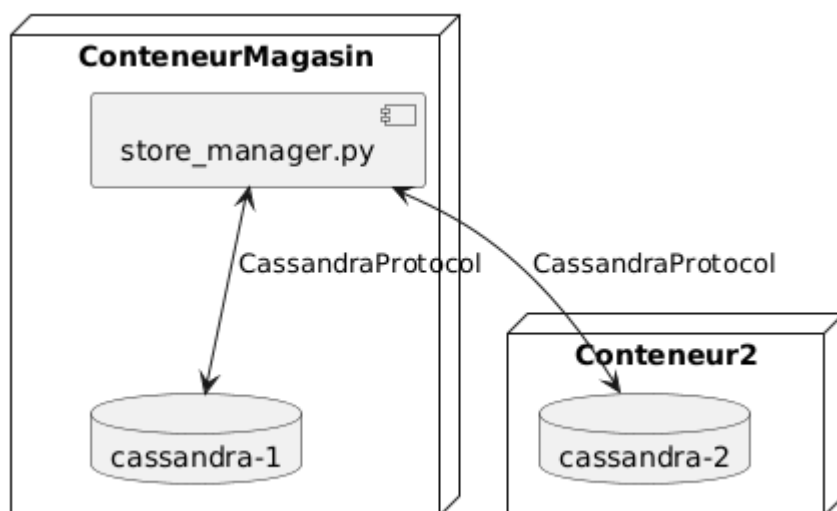 ConteneurMagasin
store_manager.py
CassandraProtocol
CassandraProtocol
Conteneur2
cassandra-1
cassandra-2